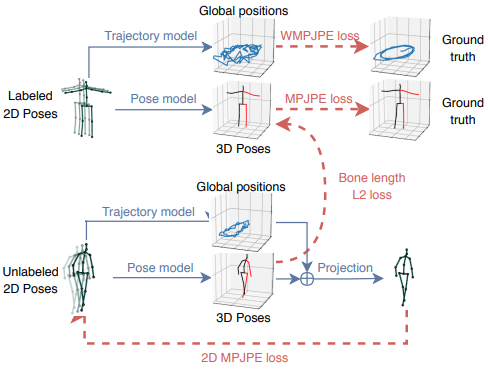 Global positions
Trajectory model
WMPJPE loss
Ground
truth
Labeled
2D Poses
Pose model
MPJPE loss
Ground
truth
3D Poses
Bone length
L2 loss
Global positions
Trajectory model
Unlabeled
2D Poses
Pose model
Projection
3D Poses
2D MPJPE loss